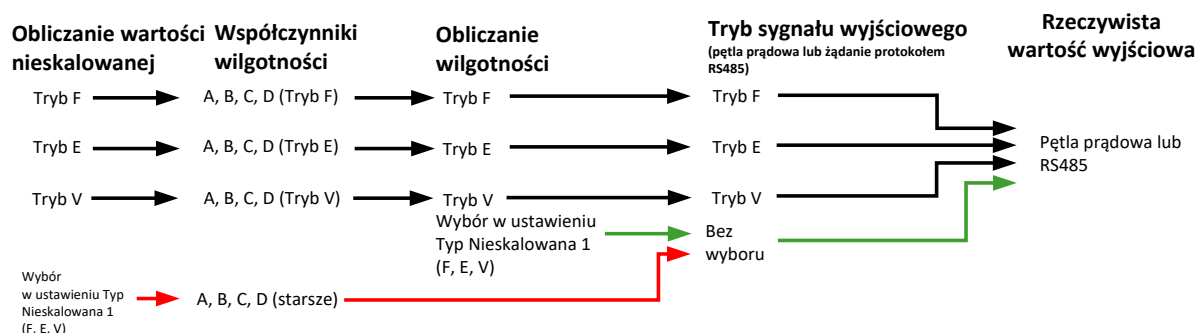 Obliczanie wartości
nieskalowanej
Współczynniki
wilgotności
Obliczanie
wilgotności
Tryb sygnału wyjściowego
(pętla prądowa lub żądanie protokołem
RS485)
Rzeczywista
wartość wyjściowa
Tryb F
A, B, C, D (Tryb F)
Tryb F
Tryb F
Tryb E
A, B, C, D (Tryb E)
Tryb E
Tryb E
Pętla prądowa lub
RS485
Tryb V
A, B, C, D (Tryb V)
Tryb V
Tryb V
Wybór w ustawieniu
Typ Nieskalowana 1
(F, E, V)
Bez
wyboru
Wybór
w ustawieniu Typ
Nieskalowana 1
(F, E, V)
A, B, C, D (starsze)